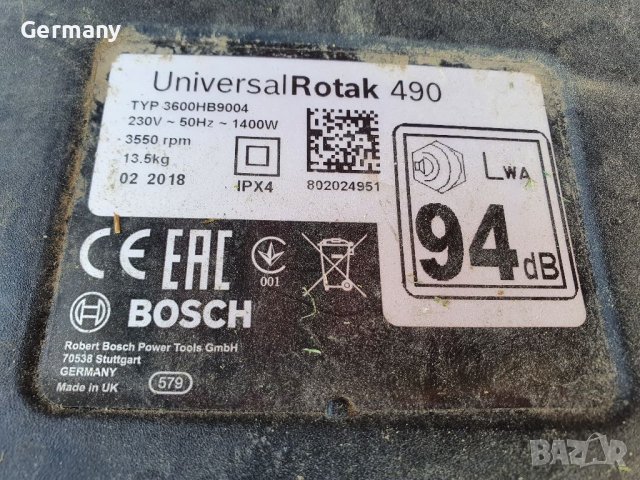 Germany
UniversalRotak 490
TYP 3600HB9004
230V ~ 50Hz ~ 1400W
3550 rpm
13.5kg
02 2018
IPX4
802024951
LWA
94dB
CE EAC
001
BOSCH
Robert Bosch Power Tools GmbH
70538 Stuttgart
GERMANY
Made in UK
579
BAZAR